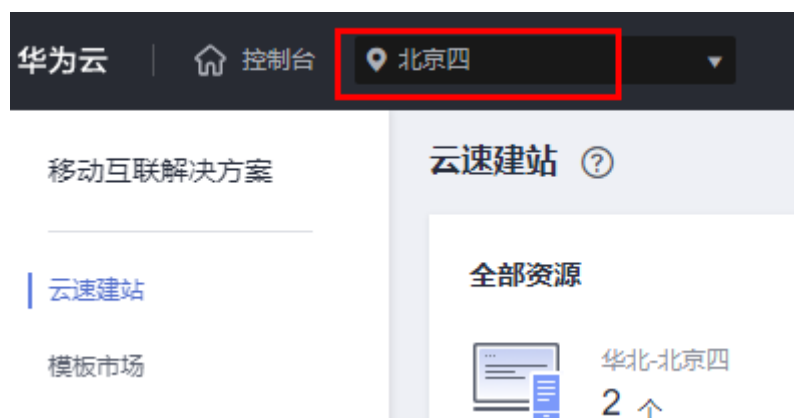 华为云 控制台 北京四
移动互联解决方案
云速建站
模板市场
云速建站 ?
全部资源
华北-北京四
2 个